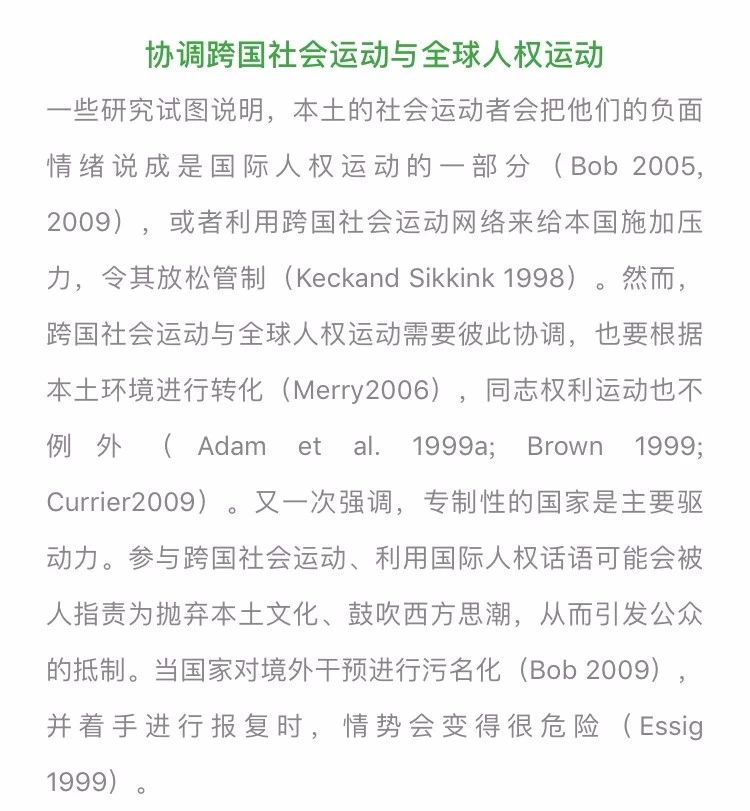 协调跨国社会运动与全球人权运动
一些研究试图说明，本土的社会运动者会把他们的负面
情绪说成是国际人权运动的一部分（Bob 2005,
2009），或者利用跨国社会运动网络来给本国施加压
力，令其放松管制（Keckand Sikkink 1998）。然而，
跨国社会运动与全球人权运动需要彼此协调，也要根据
本土环境进行转化（Merry2006），同志权利运动也不
例外（Adam et al. 1999a; Brown 1999;
Currier2009）。又一次强调，专制性的国家是主要驱
动力。参与跨国社会运动、利用国际人权话语可能会被
人指责为抛弃本土文化、鼓吹西方思潮，从而引发公众
的抵制。当国家对境外干预进行污名化（Bob 2009），
并着手进行报复时，情势会变得很危险（Essig
1999）。